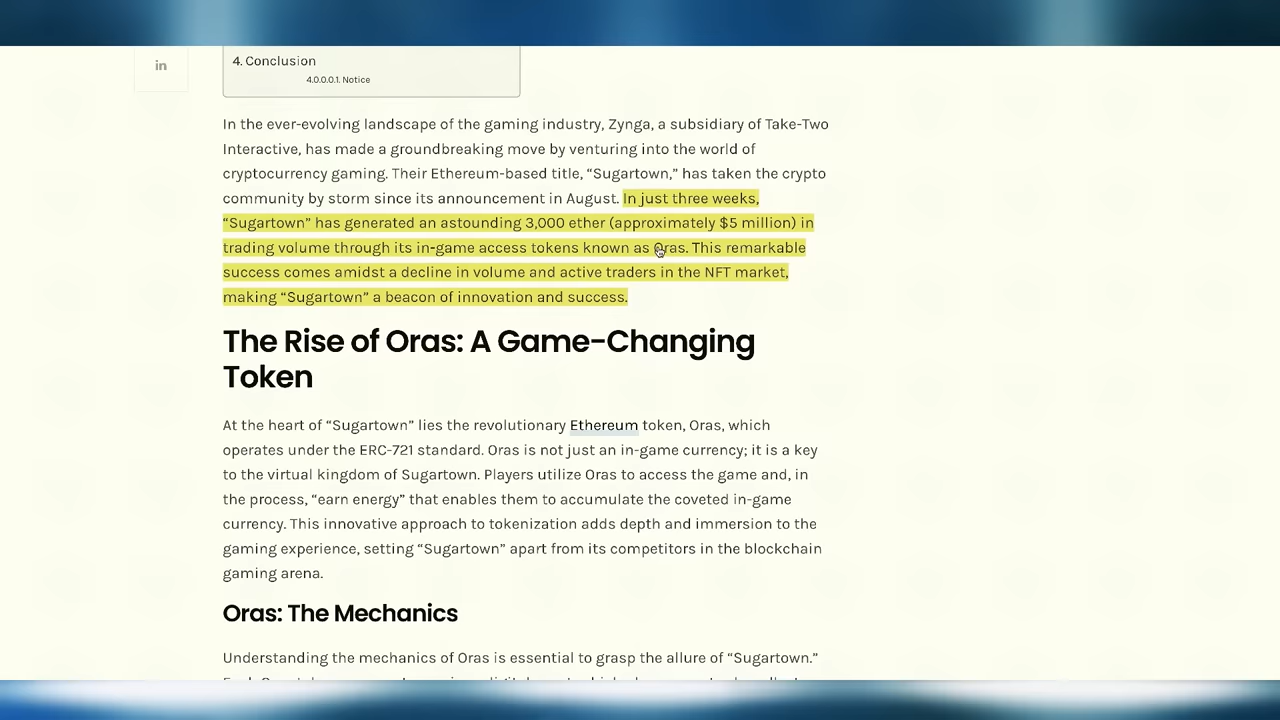 in
4. Conclusion
4.0.0.0.1. Notice
In the ever-evolving landscape of the gaming industry, Zynga, a subsidiary of Take-Two
Interactive, has made a groundbreaking move by venturing into the world of
cryptocurrency gaming. Their Ethereum-based title, “Sugartown,” has taken the crypto
community by storm since its announcement in August. In just three weeks,
“Sugartown” has generated an astounding 3,000 ether (approximately $5 million) in
trading volume through its in-game access tokens known as Oras. This remarkable
success comes amidst a decline in volume and active traders in the NFT market,
making “Sugartown” a beacon of innovation and success.
The Rise of Oras: A Game-Changing
Token
At the heart of “Sugartown” lies the revolutionary Ethereum token, Oras, which
operates under the ERC-721 standard. Oras is not just an in-game currency; it is a key
to the virtual kingdom of Sugartown. Players utilize Oras to access the game and, in
the process, “earn energy” that enables them to accumulate the coveted in-game
currency. This innovative approach to tokenization adds depth and immersion to the
gaming experience, setting “Sugartown” apart from its competitors in the blockchain
gaming arena.
Oras: The Mechanics
Understanding the mechanics of Oras is essential to grasp the allure of “Sugartown.”